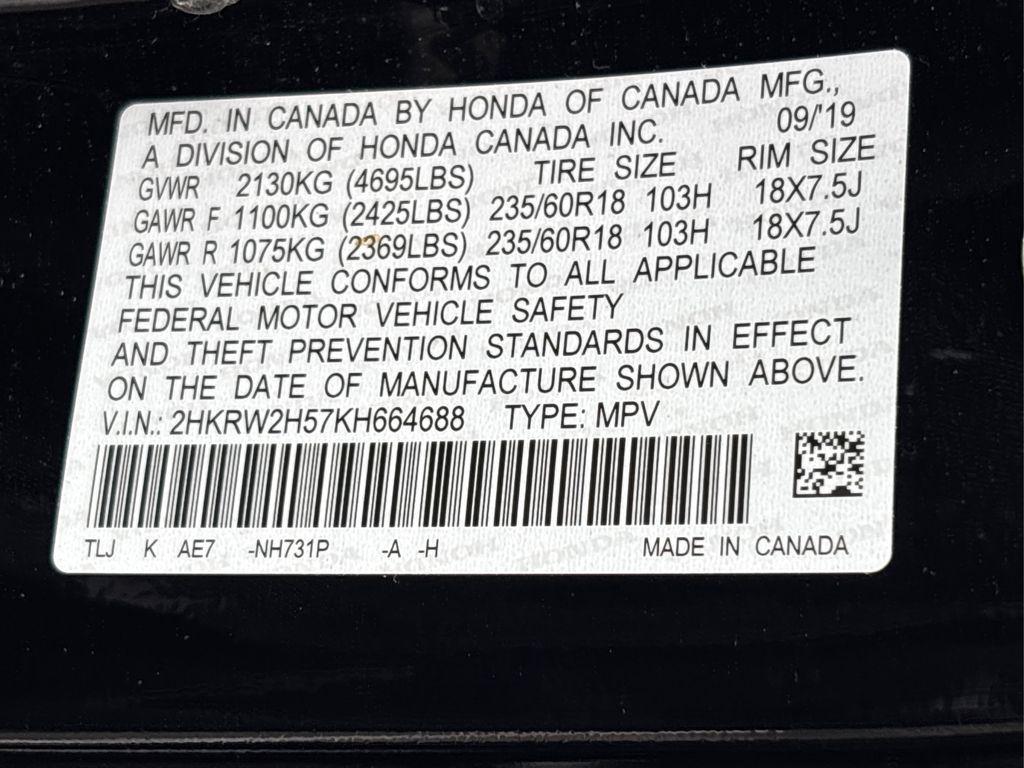 MFD. IN CANADA BY HONDA OF CANADA MFG.,
A DIVISION OF HONDA CANADA INC. 09/'19
GVWR 2130KG (4695LBS) TIRE SIZE RIM SIZE
GAWR F 1100KG (2425LBS) 235/60R18 103H 18X7.5J
GAWR R 1075KG (2369LBS) 235/60R18 103H 18X7.5J
THIS VEHICLE CONFORMS TO ALL APPLICABLE
FEDERAL MOTOR VEHICLE SAFETY
AND THEFT PREVENTION STANDARDS IN EFFECT
ON THE DATE OF MANUFACTURE SHOWN ABOVE.
V.I.N.: 2HKRW2H57KH664688 TYPE: MPV
TLJ K AE7 -NH731P -A -H MADE IN CANADA